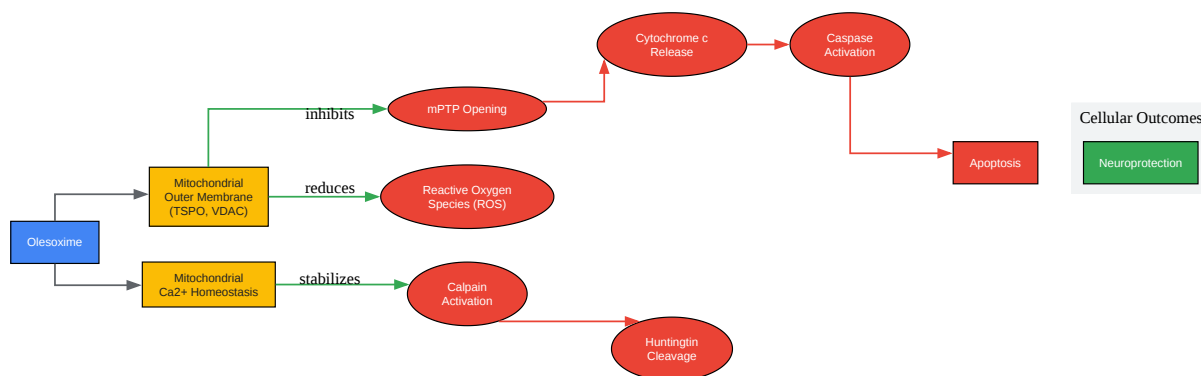 Cytochrome c
Release
Caspase
Activation
inhibits
mPTP Opening
Cellular Outcomes
Apoptosis
Neuroprotection
Mitochondrial
Outer Membrane
(TSPO, VDAC)
reduces
Reactive Oxygen
Species (ROS)
Olesoxime
Mitochondrial
Ca2+ Homeostasis
stabilizes
Calpain
Activation
Huntingtin
Cleavage